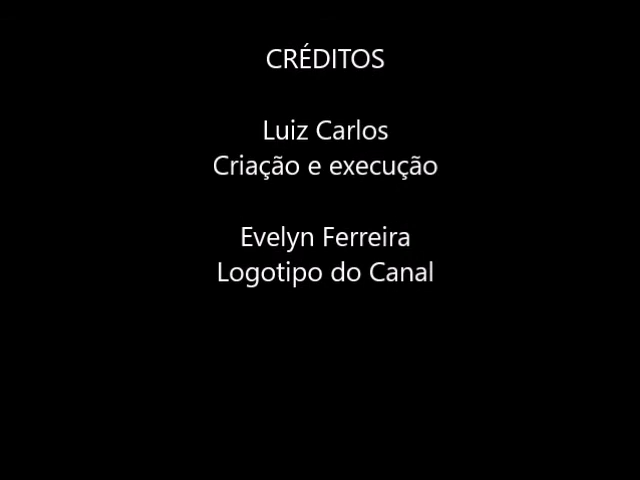 CRÉDITOS
Luiz Carlos
Criação e execução
Evelyn Ferreira
Logotipo do Canal